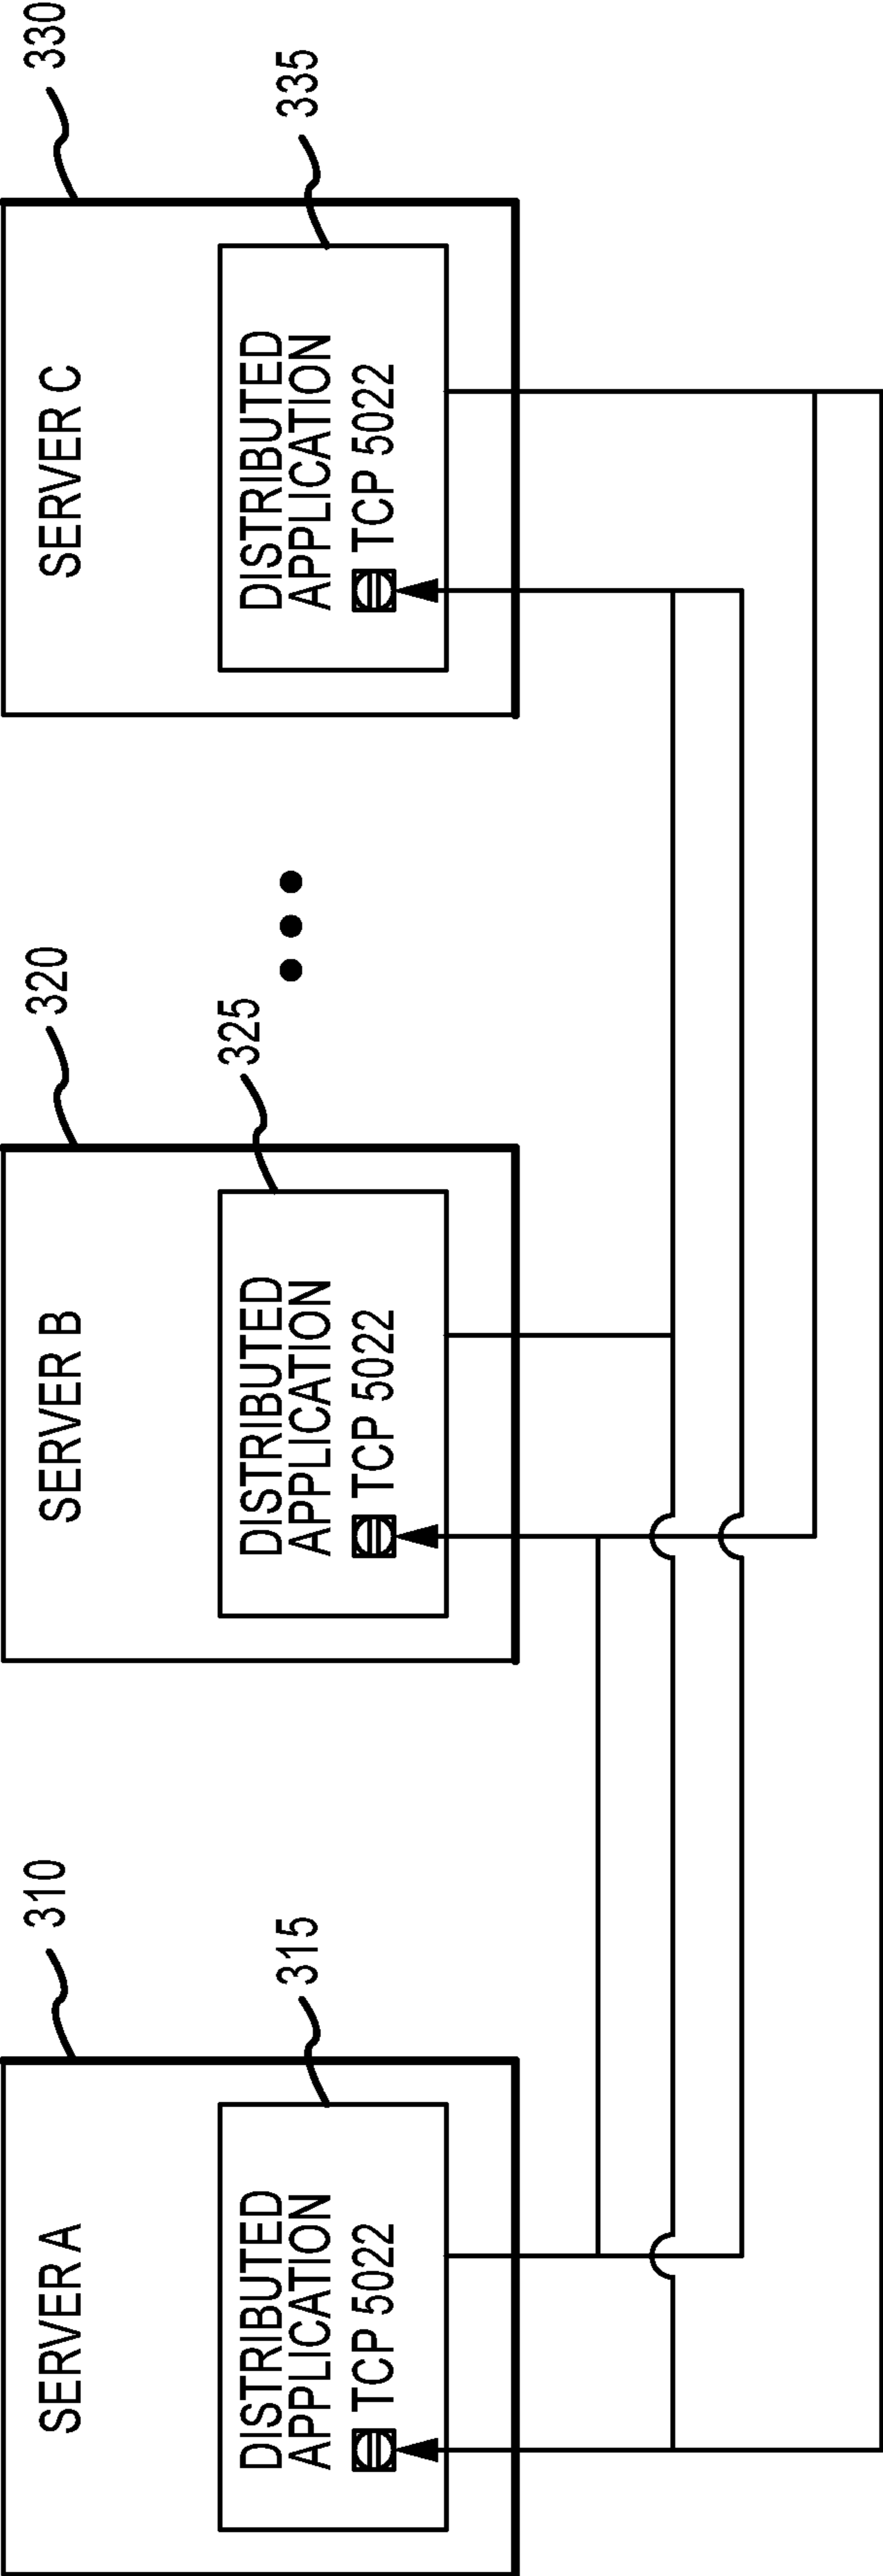 310
SERVER A
315
DISTRIBUTED
APPLICATION
TCP 5022
320
SERVER B
325
DISTRIBUTED
APPLICATION
TCP 5022
330
SERVER C
335
DISTRIBUTED
APPLICATION
TCP 5022